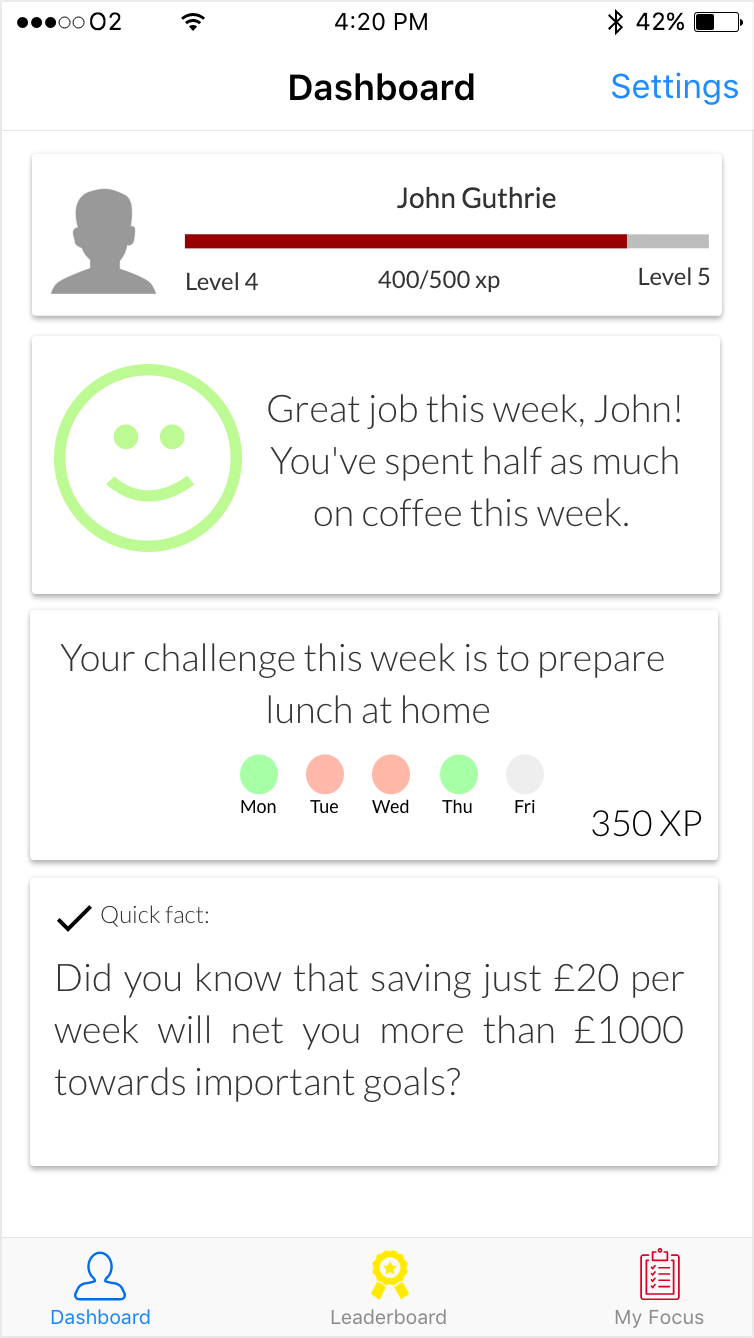 O2 4:20 PM 42%
Dashboard Settings
John Guthrie
Level 4 400/500 xp Level 5
Great job this week, John!
You've spent half as much
on coffee this week.
Your challenge this week is to prepare
lunch at home
Mon Tue Wed Thu Fri
350 XP
Quick fact:
Did you know that saving just £20 per
week will net you more than £1000
towards important goals?
Dashboard Leaderboard My Focus